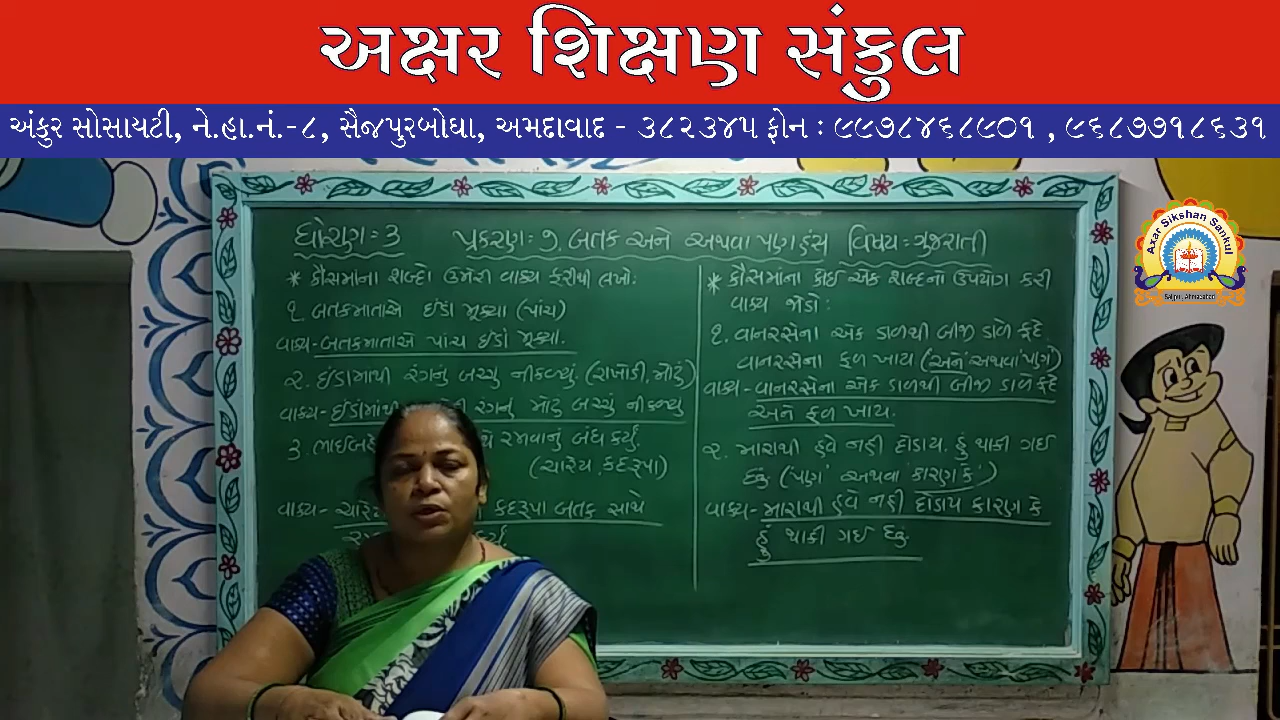 અક્ષર શિક્ષણ સંકુલ
અંકુર સોસાયટી, ને.હા.નં.-૮, સૈજપુરબોઘા, અમદાવાદ - ૩૮૨૩૪૫ ફોન : ૯૯૭૮૪૬૮૯૦૧ , ૯૬૮૭૭૧૮૬૩૧
Axar Sikshan Sankul
Saijpur, Ahmedabad
ધોરણ = ૩ પ્રકરણ : ૭. બતક અને અથવા પણ હંસ વિષય = ગુજરાતી
* કૌસમાંના શબ્દો ઉમેરી વાક્ય ફરીથી લખો:
૧. બતકમાતાએ ઈંડા મૂક્યા (પાંચ)
વાક્ય- બતકમાતાએ પાંચ ઈંડાં મૂક્યા.
૨. ઈંડામાંથી રંગનું બચ્ચુ નીકળ્યું. (રાખોડી, મોટું)
વાક્ય- ઈંડામાંથી રંગનું મોટું બચ્ચું નીકળ્યુ
૩. રમવાનું બંધ કર્યું.
(ચારેય, કદરૂપા)
વાક્ય- કદરૂપા બતક સાથે
* કૌસમાંના કોઈ એક શબ્દનો ઉપયોગ કરી
વાક્ય જોડો :
૧. વાનરસેના એક ડાળથી બીજી ડાળે કૂદે.
વાનરસેના ફળ ખાય (અને અથવા પણ)
વાક્ય - વાનરસેના એક ડાળથી બીજી ડાળે કૂદે
અને ફળ ખાય.
૨. મારાથી હવે નહી દોડાય. હું થાકી ગઈ
છું (પણ અથવા કારણ કે)
વાક્ય- મારાથી હવે નહી દોડાય કારણ કે
હું થાકી ગઈ છું.